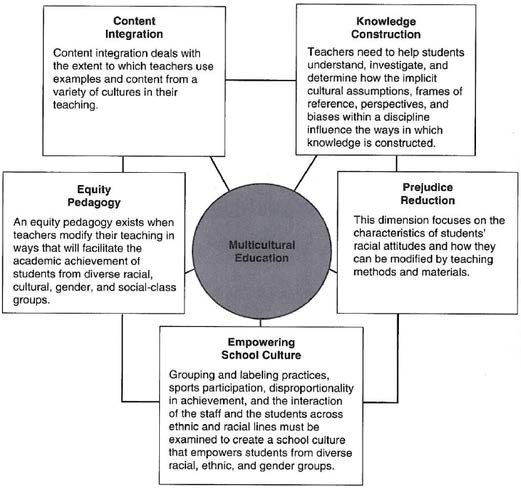 Content
Integration
Content integration deals with
the extent to which teachers use
examples and content from a
variety of cultures in their
teaching.
Knowledge
Construction
Teachers need to help students
understand, investigate, and
determine how the implicit
cultural assumptions, frames of
reference, perspectives, and
biases within a discipline
influence the ways in which
knowledge is constructed.
Equity
Pedagogy
An equity pedagogy exists when
teachers modify their teaching in
ways that will facilitate the
academic achievement of
students from diverse racial,
cultural, gender, and social-class
groups.
Multicultural
Education
Prejudice
Reduction
This dimension focuses on the
characteristics of students'
racial attitudes and how they
can be modified by teaching
methods and materials.
Empowering
School Culture
Grouping and labeling practices,
sports participation, disproportionality
in achievement, and the interaction
of the staff and the students across
ethnic and racial lines must be
examined to create a school culture
that empowers students from diverse
racial, ethnic, and gender groups.